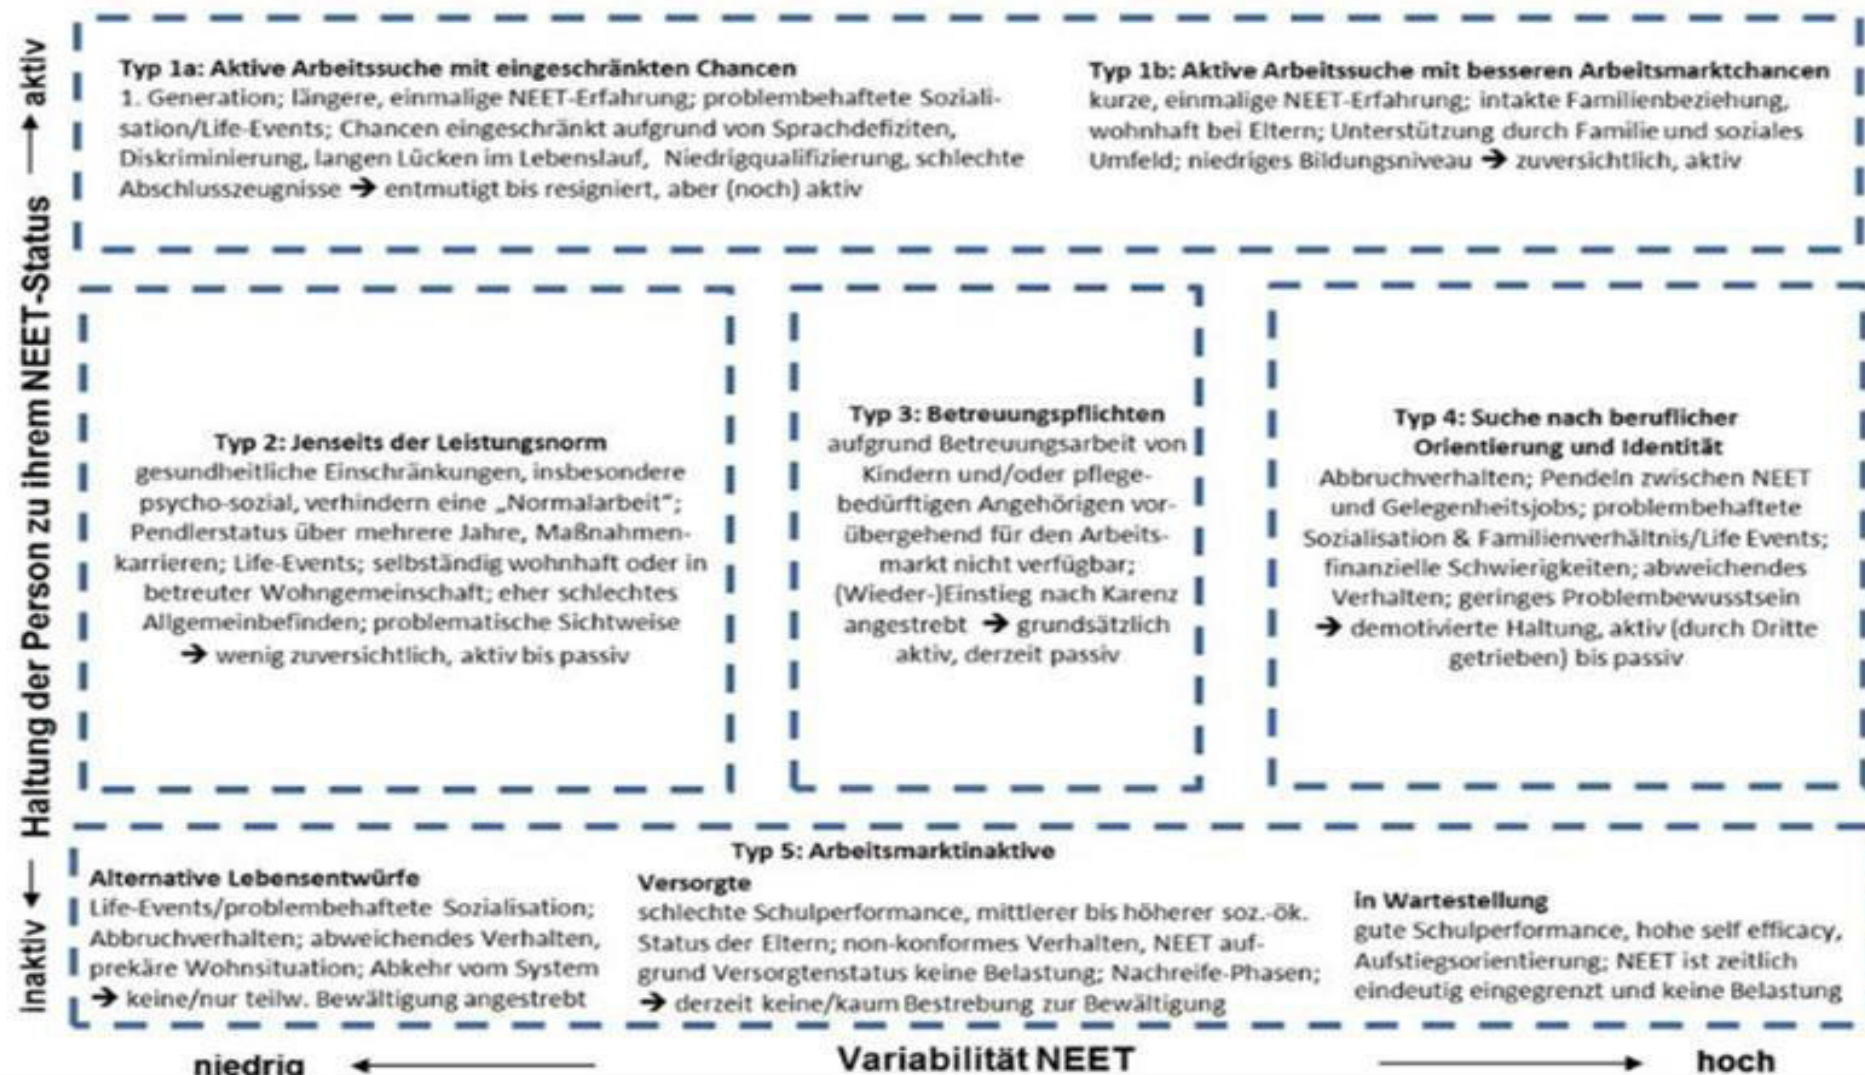 Haltung der Person zu ihrem NEET-Status
aktiv
Inaktiv
Typ 1a: Aktive Arbeitssuche mit eingeschränkten Chancen
1. Generation; längere, einmalige NEET-Erfahrung; problembehaftete Soziali-
sation/Life-Events; Chancen eingeschränkt aufgrund von Sprachdefiziten,
Diskriminierung, langen Lücken im Lebenslauf, Niedrigqualifizierung, schlechte
Abschlusszeugnisse ➔ entmutigt bis resigniert, aber (noch) aktiv
Typ 1b: Aktive Arbeitssuche mit besseren Arbeitsmarktchancen
kurze, einmalige NEET-Erfahrung; intakte Familienbeziehung,
wohnhaft bei Eltern; Unterstützung durch Familie und soziales
Umfeld; niedriges Bildungsniveau ➔ zuversichtlich, aktiv
Typ 2: Jenseits der Leistungsnorm
gesundheitliche Einschränkungen, insbesondere
psycho-sozial, verhindern eine „Normalarbeit“;
Pendlerstatus über mehrere Jahre, Maßnahmen-
karrieren; Life-Events; selbständig wohnhaft oder in
betreuter Wohngemeinschaft; eher schlechtes
Allgemeinbefinden; problematische Sichtweise
➔ wenig zuversichtlich, aktiv bis passiv
Typ 3: Betreuungspflichten
aufgrund Betreuungsarbeit von
Kindern und/oder pflege-
bedürftigen Angehörigen vor-
übergehend für den Arbeits-
markt nicht verfügbar;
(Wieder-)Einstieg nach Karenz
angestrebt ➔ grundsätzlich
aktiv, derzeit passiv
Typ 4: Suche nach beruflicher
Orientierung und Identität
Abbruchverhalten; Pendeln zwischen NEET
und Gelegenheitsjobs; problembehaftete
Sozialisation & Familienverhältnis/Life Events;
finanzielle Schwierigkeiten; abweichendes
Verhalten; geringes Problembewusstsein
➔ demotivierte Haltung, aktiv (durch Dritte
getrieben) bis passiv
Typ 5: Arbeitsmarktinaktive
Alternative Lebensentwürfe
Life-Events/problembehaftete Sozialisation;
Abbruchverhalten; abweichendes Verhalten,
prekäre Wohnsituation; Abkehr vom System
➔ keine/nur teilw. Bewältigung angestrebt
Versorgte
schlechte Schulperformance, mittlerer bis höherer soz.-ök.
Status der Eltern; non-konformes Verhalten, NEET auf-
grund Versorgtenstatus keine Belastung; Nachreife-Phasen;
➔ derzeit keine/kaum Bestrebung zur Bewältigung
in Wartestellung
gute Schulperformance, hohe self efficacy,
Aufstiegsorientierung; NEET ist zeitlich
eindeutig eingegrenzt und keine Belastung
niedrig
Variabilität NEET
hoch